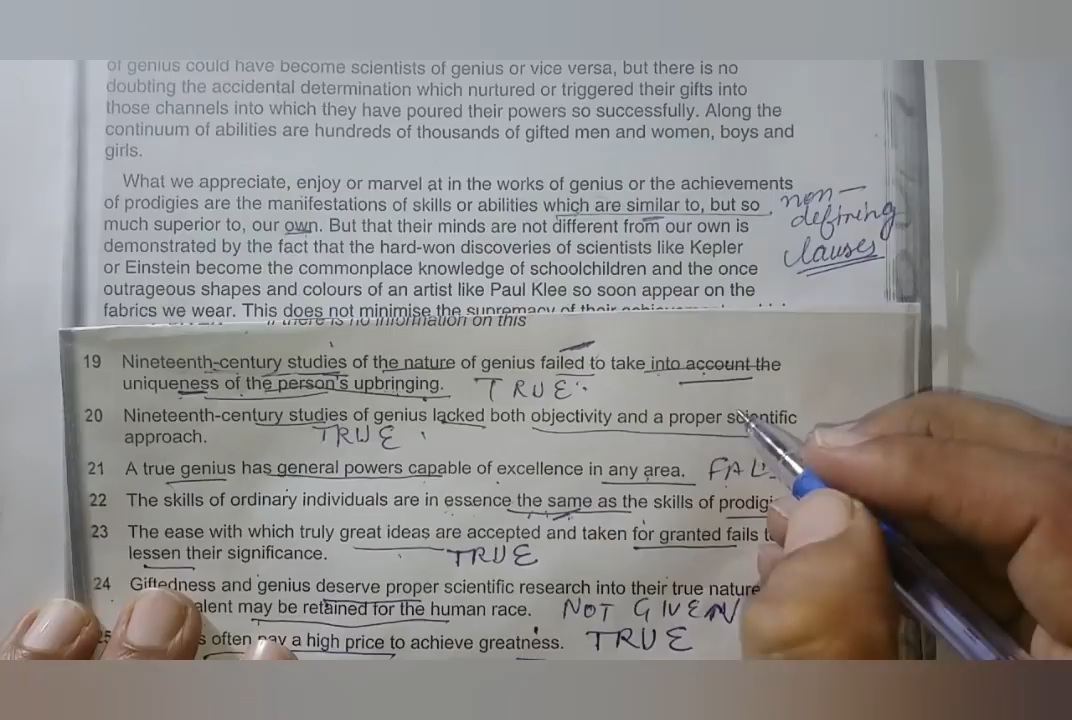 of genius could have become scientists of genius or vice versa, but there is no
doubting the accidental determination which nurtured or triggered their gifts into
those channels into which they have poured their powers so successfully. Along the
continuum of abilities are hundreds of thousands of gifted men and women, boys and
girls.
What we appreciate, enjoy or marvel at in the works of genius or the achievements
of prodigies are the manifestations of skills or abilities which are similar to, but so
much superior to, our own. But that their minds are not different from our own is
demonstrated by the fact that the hard-won discoveries of scientists like Kepler
or Einstein become the commonplace knowledge of schoolchildren and the once
outrageous shapes and colours of an artist like Paul Klee so soon appear on the
fabrics we wear. This does not minimise the supremacy of their
non-
defining
clauses
if there is no information on this
19 Nineteenth-century studies of the nature of genius failed to take into account the
uniqueness of the person's upbringing. TRUE
20 Nineteenth-century studies of genius lacked both objectivity and a proper scientific
approach. TRUE
21 A true genius has general powers capable of excellence in any area. FAL
22 The skills of ordinary individuals are in essence the same as the skills of prodig
23 The ease with which truly great ideas are accepted and taken for granted fails t
lessen their significance. TRUE
24 Giftedness and genius deserve proper scientific research into their true nature
alent may be retained for the human race. NOT GIVEN
25 s often pay a high price to achieve greatness. TRUE